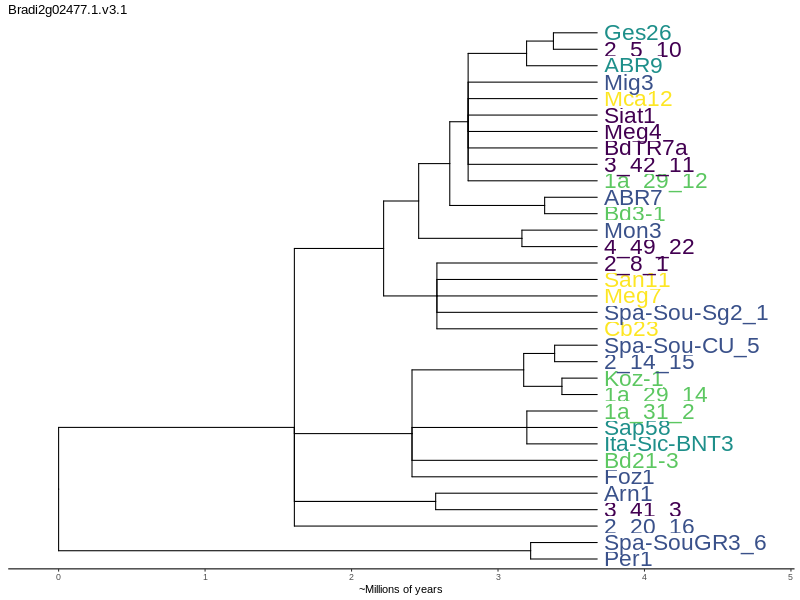 Bradi2g02477.1.v3.1
Ges26
2_5_10
ABR9
Mig3
Mca12
Siat1
Meg4
BdTR7a
3_42_11
1a_29_12
ABR7
Bd3-1
Mon3
4_49_22
2_8_1
San11
Meg7
Spa-Sou-Sg2_1
Cb23
Spa-Sou-CU_5
2_14_15
Koz-1
1a_29_14
1a_31_2
Sap58
Ita-Sic-BNT3
Bd21-3
Foz1
Arn1
3_41_3
2_20_16
Spa-SouGR3_6
Per1
0 1 2 3 4 5
~Millions of years